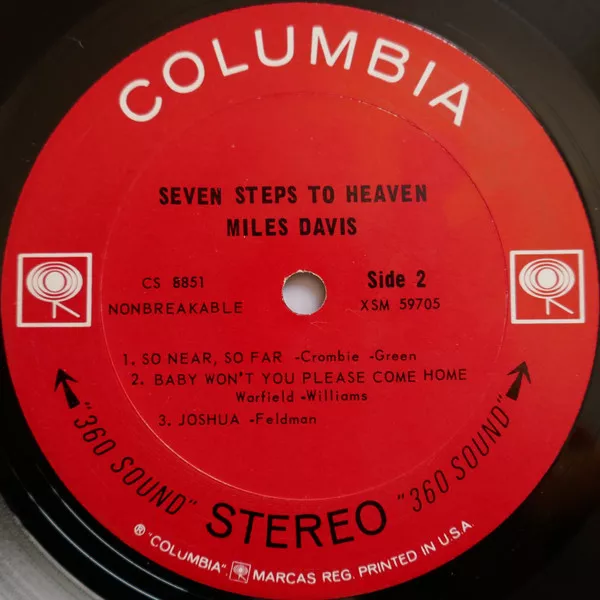 COLUMBIA
SEVEN STEPS TO HEAVEN
MILES DAVIS
CS 8851
NONBREAKABLE
Side 2
XSM 59705
1. SO NEAR, SO FAR -Crombie -Green
2. BABY WON'T YOU PLEASE COME HOME
Warfield -Williams
3. JOSHUA -Feldman
"360 SOUND" STEREO "360 SOUND"
® "COLUMBIA", MARCAS REG. PRINTED IN U.S.A.